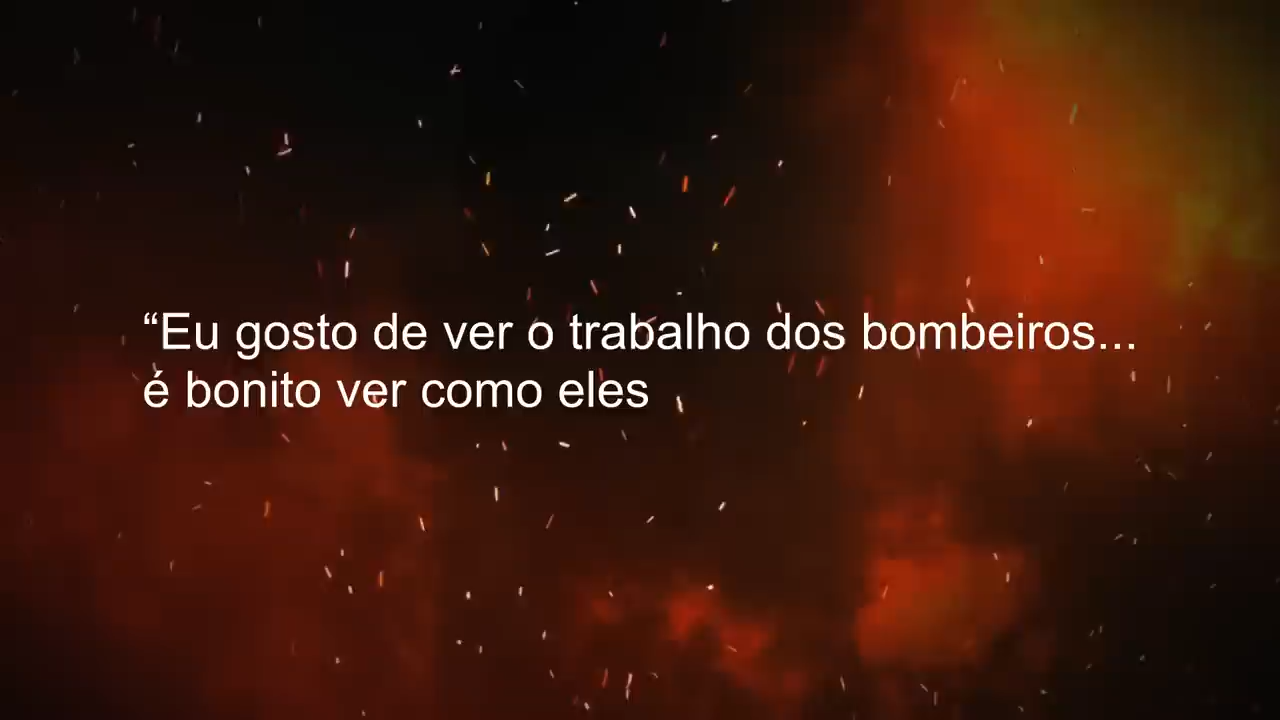 “Eu gosto de ver o trabalho dos bombeiros...
é bonito ver como eles